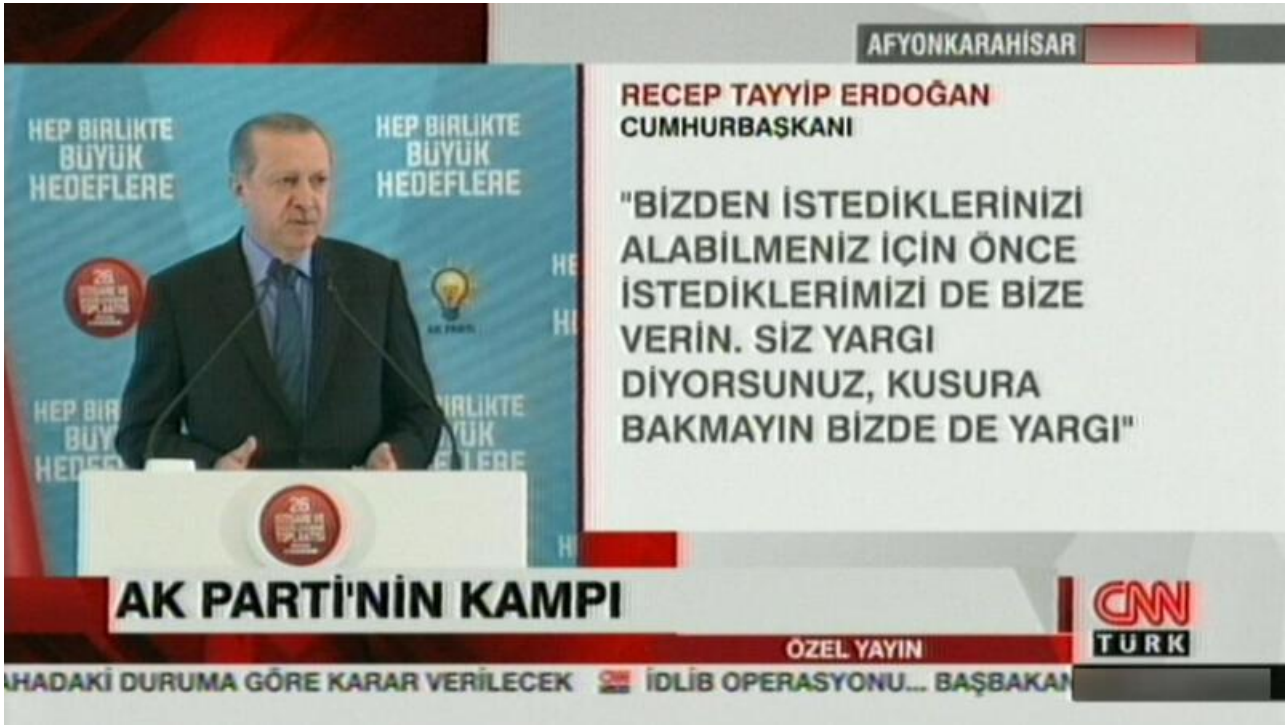 AFYONKARAHİSAR
RECEP TAYYİP ERDOĞAN
CUMHURBAŞKANI
"BİZDEN İSTEDİKLERİNİZİ
ALABİLMENİZ İÇİN ÖNCE
İSTEDİKLERİMİZİ DE BİZE
VERİN. SİZ YARGI
DİYORSUNUZ, KUSURA
BAKMAYIN BİZDE DE YARGI"
HEP BİRLİKTE
BÜYÜK
HEDEFLERE
HEP BİRLİKTE
BÜYÜK
HEDEFLERE
26
AK PARTİ
26
AK PARTİ'NİN KAMPI
CNN
TÜRK
ÖZEL YAYIN
AHADAKİ DURUMA GÖRE KARAR VERİLECEK İDLİB OPERASYONU... BAŞBAKAN